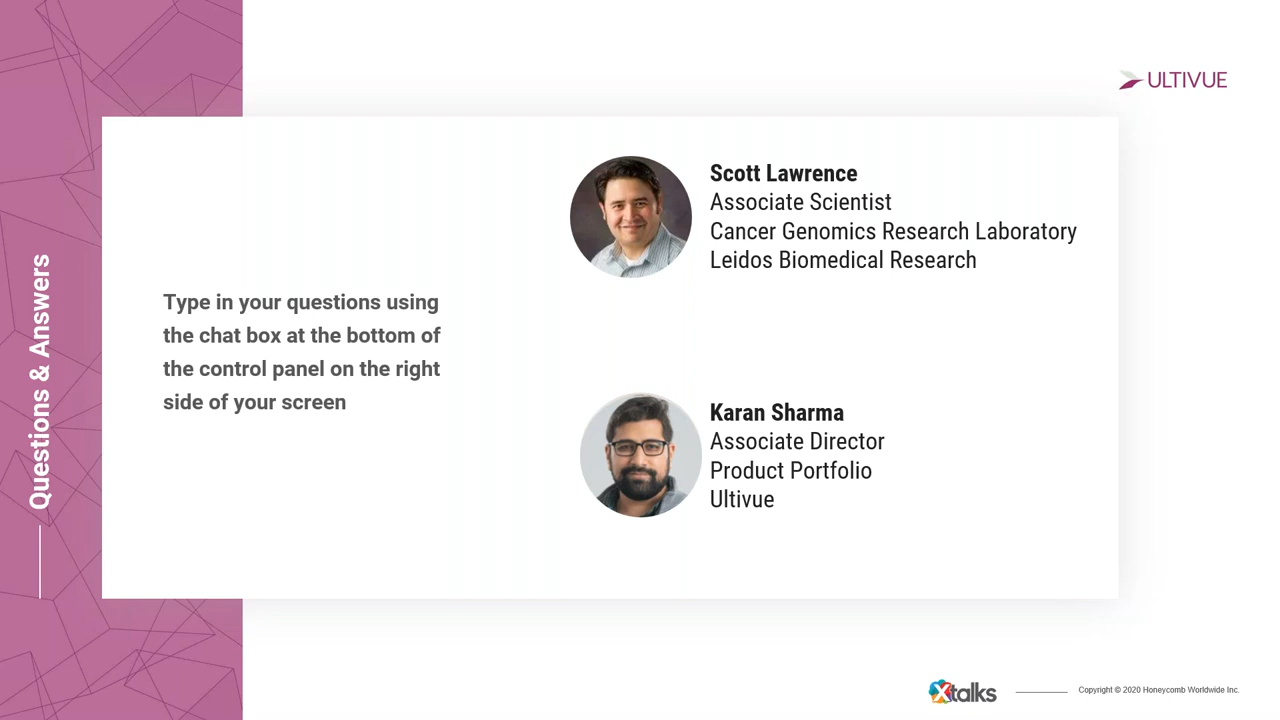 ULTIVUE
Questions & Answers
Type in your questions using
the chat box at the bottom of
the control panel on the right
side of your screen
Scott Lawrence
Associate Scientist
Cancer Genomics Research Laboratory
Leidos Biomedical Research
Karan Sharma
Associate Director
Product Portfolio
Ultivue
Xtalks
Copyright © 2020 Honeycomb Worldwide Inc.